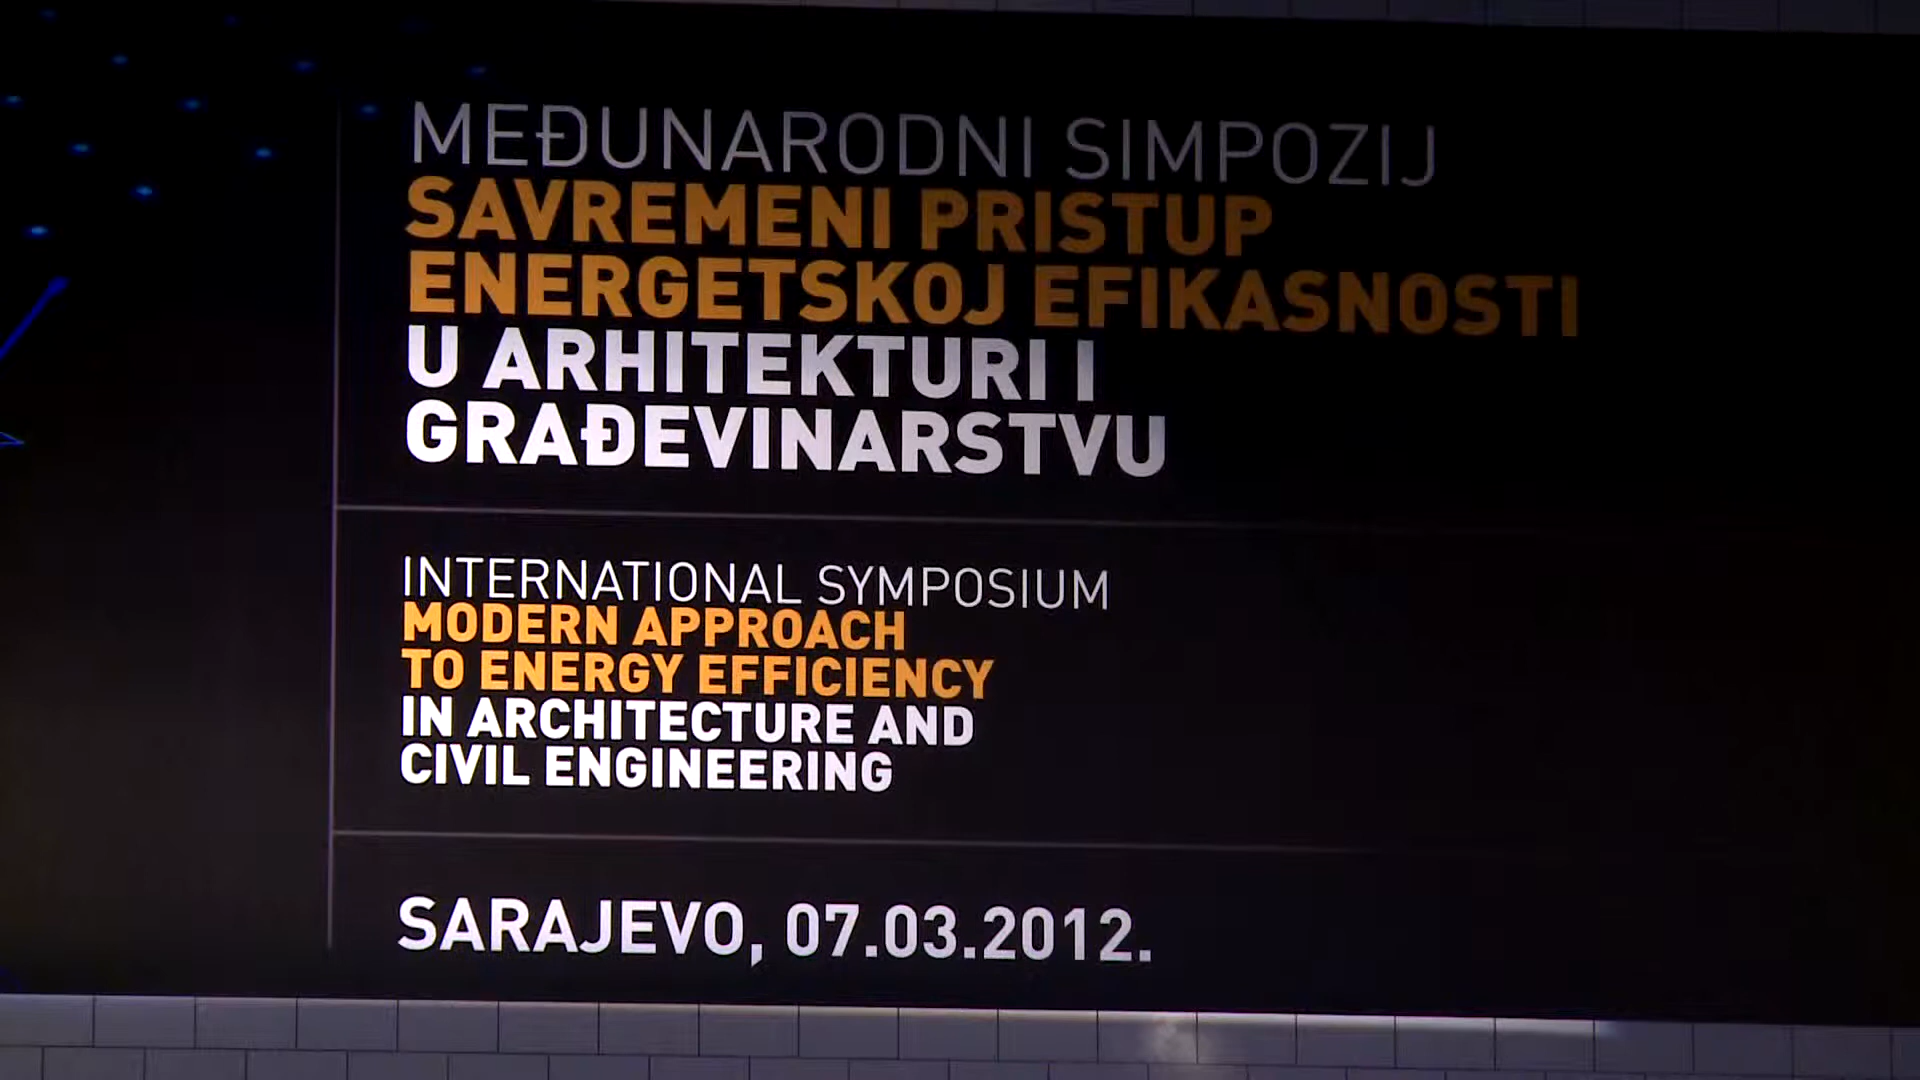 MEĐUNARODNI SIMPOZIJ
SAVREMENI PRISTUP
ENERGETSKOJ EFIKASNOSTI
U ARHITEKTURI I
GRAĐEVINARSTVU
INTERNATIONAL SYMPOSIUM
MODERN APPROACH
TO ENERGY EFFICIENCY
IN ARCHITECTURE AND
CIVIL ENGINEERING
SARAJEVO, 07.03.2012.